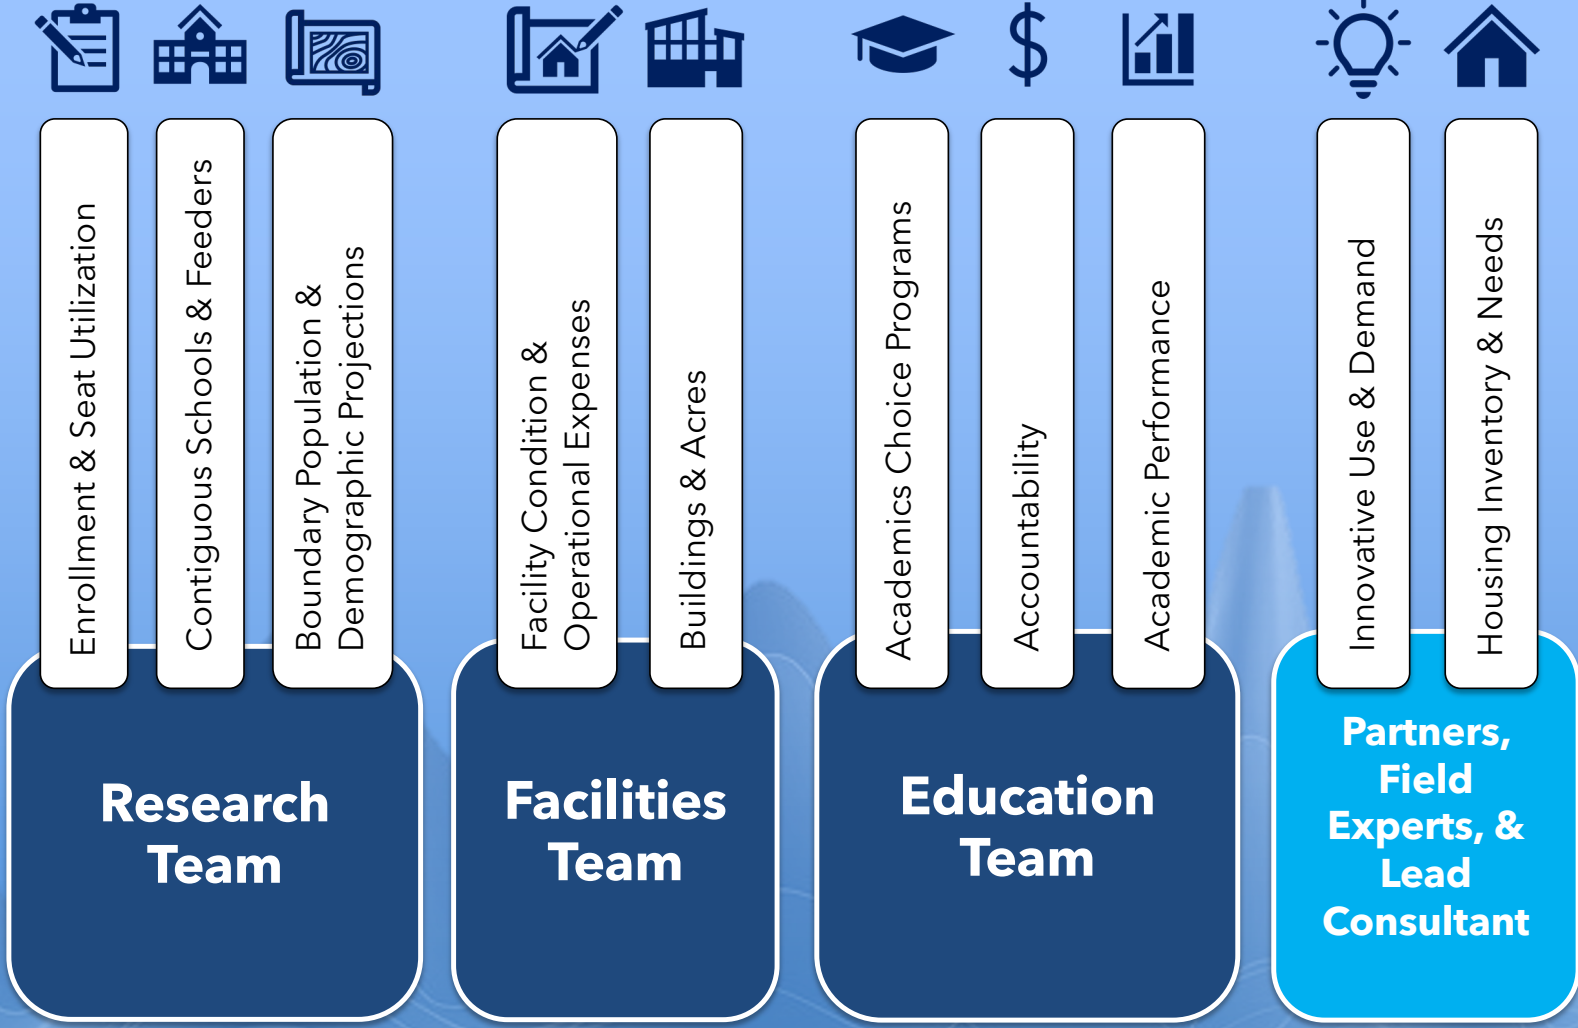 Enrollment & Seat Utilization
Contiguous Schools & Feeders
Boundary Population &
Demographic Projections
Research
Team
Facility Condition &
Operational Expenses
Buildings & Acres
Facilities
Team
Academics Choice Programs
Accountability
Academic Performance
Education
Team
Innovative Use & Demand
Housing Inventory & Needs
Partners,
Field
Experts, &
Lead
Consultant